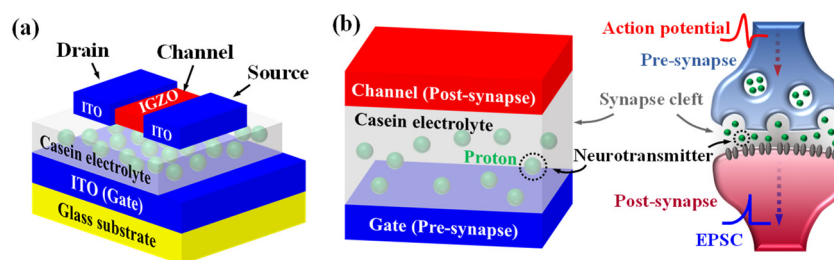 (a)
Drain
Channel
Source
ITO
IGZO
ITO
Casein electrolyte
ITO (Gate)
Glass substrate
(b)
Channel (Post-synapse)
Casein electrolyte
Proton
Gate (Pre-synapse)
Action potential
Pre-synapse
Synapse cleft
Neurotransmitter
Post-synapse
EPSC